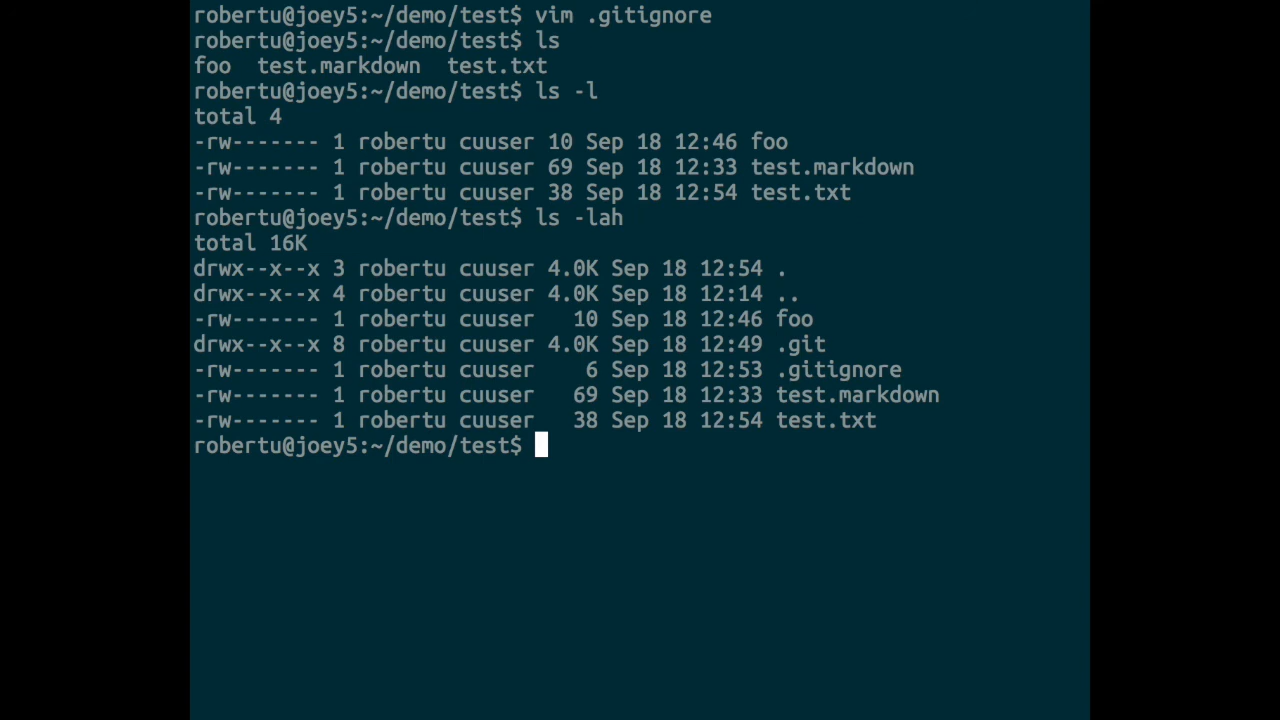 robertu@joey5:~/demo/test$ vim .gitignore
robertu@joey5:~/demo/test$ ls
foo  test.markdown  test.txt
robertu@joey5:~/demo/test$ ls -l
total 4
-rw------- 1 robertu cuuser 10 Sep 18 12:46 foo
-rw------- 1 robertu cuuser 69 Sep 18 12:33 test.markdown
-rw------- 1 robertu cuuser 38 Sep 18 12:54 test.txt
robertu@joey5:~/demo/test$ ls -lah
total 16K
drwx--x--x 3 robertu cuuser 4.0K Sep 18 12:54 .
drwx--x--x 4 robertu cuuser 4.0K Sep 18 12:14 ..
-rw------- 1 robertu cuuser   10 Sep 18 12:46 foo
drwx--x--x 8 robertu cuuser 4.0K Sep 18 12:49 .git
-rw------- 1 robertu cuuser    6 Sep 18 12:53 .gitignore
-rw------- 1 robertu cuuser   69 Sep 18 12:33 test.markdown
-rw------- 1 robertu cuuser   38 Sep 18 12:54 test.txt
robertu@joey5:~/demo/test$